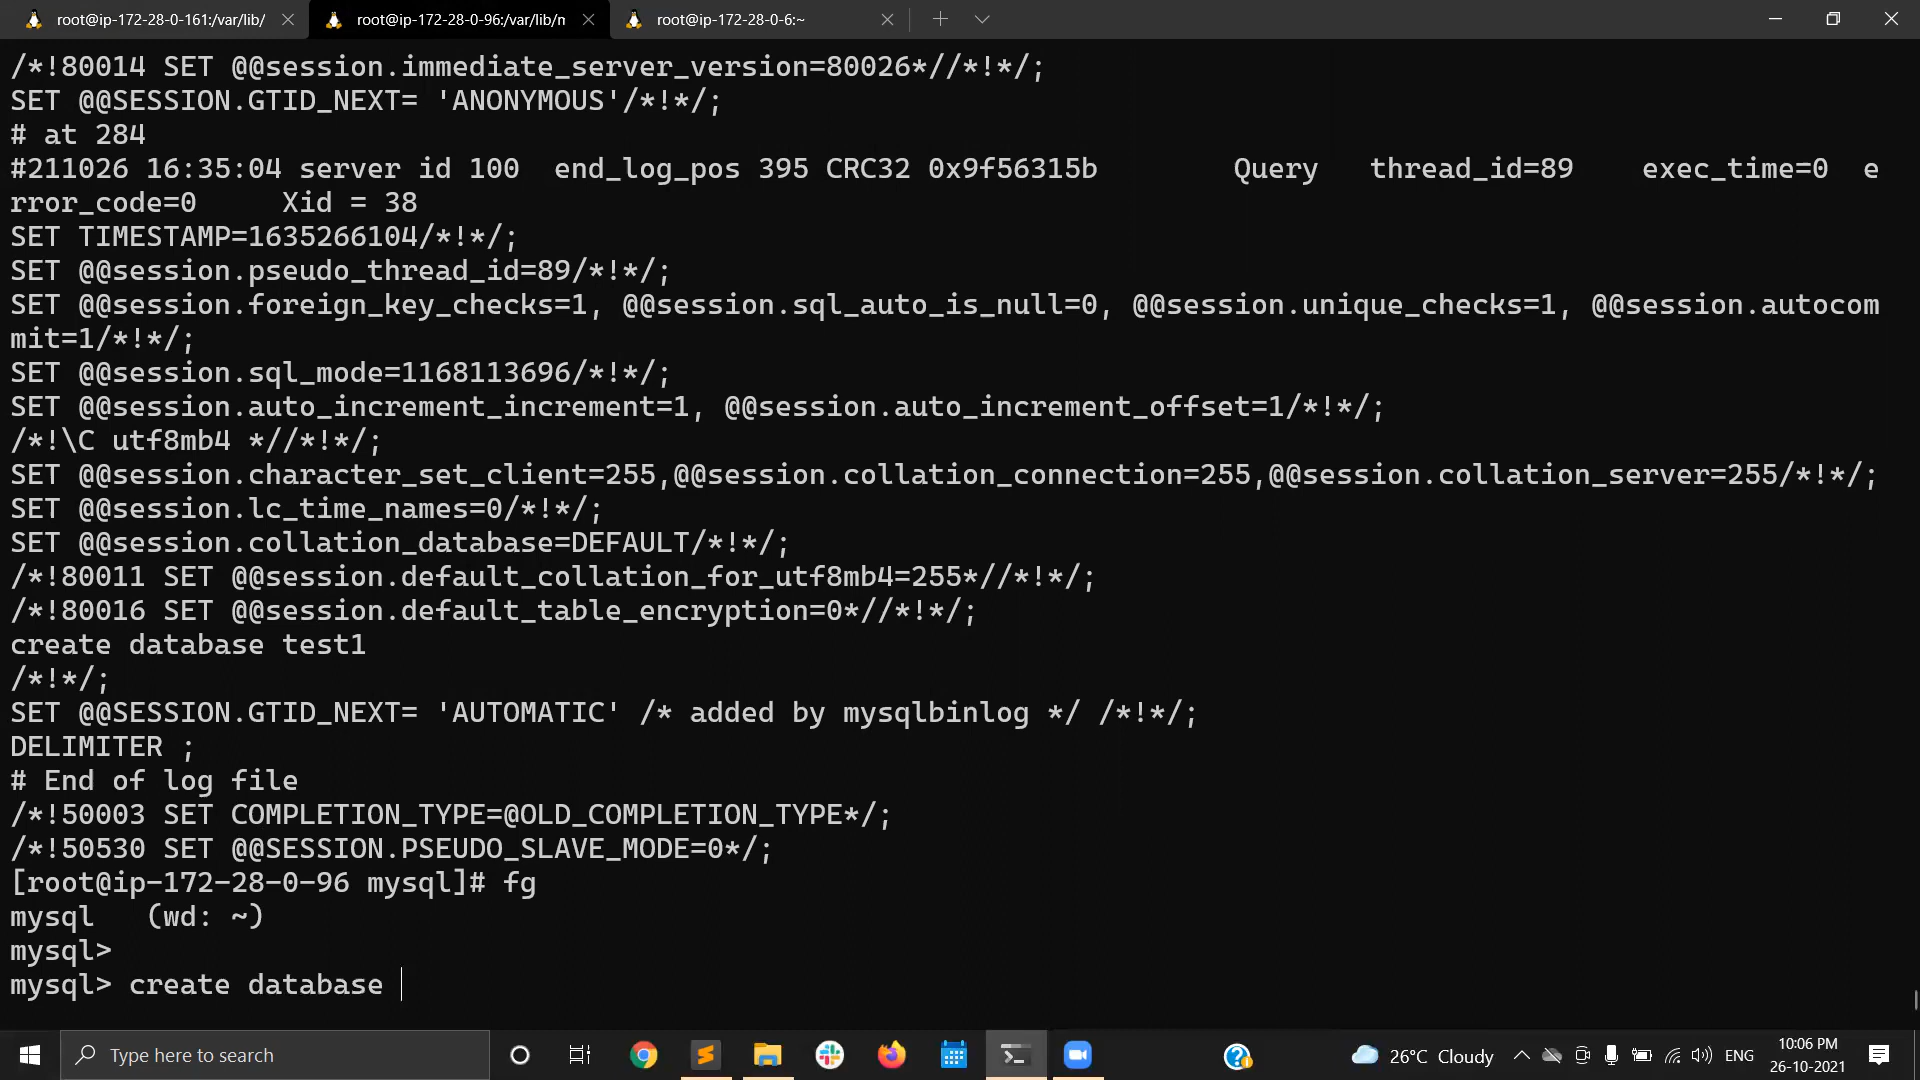 root@ip-172-28-0-161:/var/lib/
root@ip-172-28-0-96:/var/lib/m
root@ip-172-28-0-6:~
/*!80014 SET @@session.immediate_server_version=80026*//*!*/;
SET @@SESSION.GTID_NEXT= 'ANONYMOUS'/*!*/;
# at 284
#211026 16:35:04 server id 100  end_log_pos 395 CRC32 0x9f56315b        Query   thread_id=89    exec_time=0  e
rror_code=0     Xid = 38
SET TIMESTAMP=1635266104/*!*/;
SET @@session.pseudo_thread_id=89/*!*/;
SET @@session.foreign_key_checks=1, @@session.sql_auto_is_null=0, @@session.unique_checks=1, @@session.autocom
mit=1/*!*/;
SET @@session.sql_mode=1168113696/*!*/;
SET @@session.auto_increment_increment=1, @@session.auto_increment_offset=1/*!*/;
/*!\C utf8mb4 *//*!*/;
SET @@session.character_set_client=255,@@session.collation_connection=255,@@session.collation_server=255/*!*/;
SET @@session.lc_time_names=0/*!*/;
SET @@session.collation_database=DEFAULT/*!*/;
/*!80011 SET @@session.default_collation_for_utf8mb4=255*//*!*/;
/*!80016 SET @@session.default_table_encryption=0*//*!*/;
create database test1
/*!*/;
SET @@SESSION.GTID_NEXT= 'AUTOMATIC' /* added by mysqlbinlog */ /*!*/;
DELIMITER ;
# End of log file
/*!50003 SET COMPLETION_TYPE=@OLD_COMPLETION_TYPE*/;
/*!50530 SET @@SESSION.PSEUDO_SLAVE_MODE=0*/;
[root@ip-172-28-0-96 mysql]# fg
mysql   (wd: ~)
mysql>
mysql> create database
Type here to search
26°C Cloudy
ENG
10:06 PM
26-10-2021